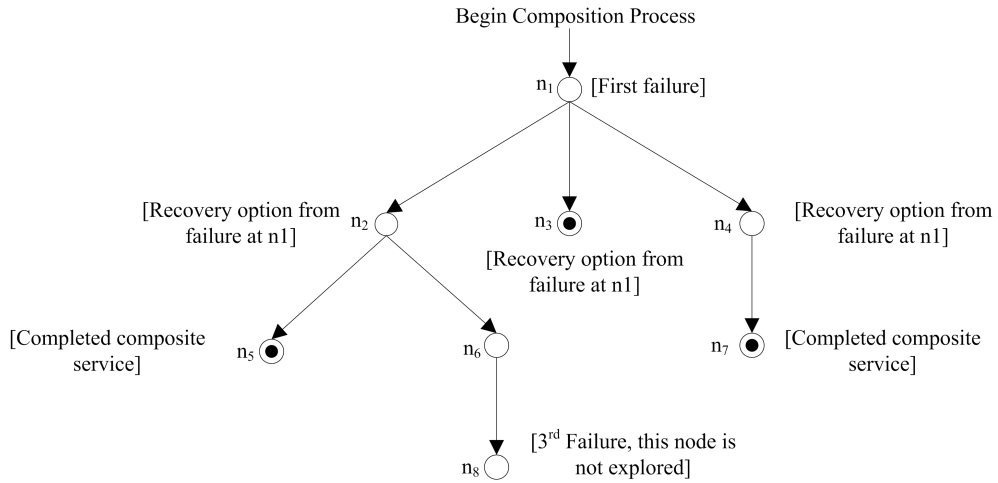 Begin Composition Process
n1
[First failure]
[Recovery option from
failure at n1]
n2
n3
[Recovery option from
failure at n1]
n4
[Recovery option from
failure at n1]
[Completed composite
service]
n5
n6
n7
[Completed composite
service]
[3rd Failure, this node is
not explored]
n8